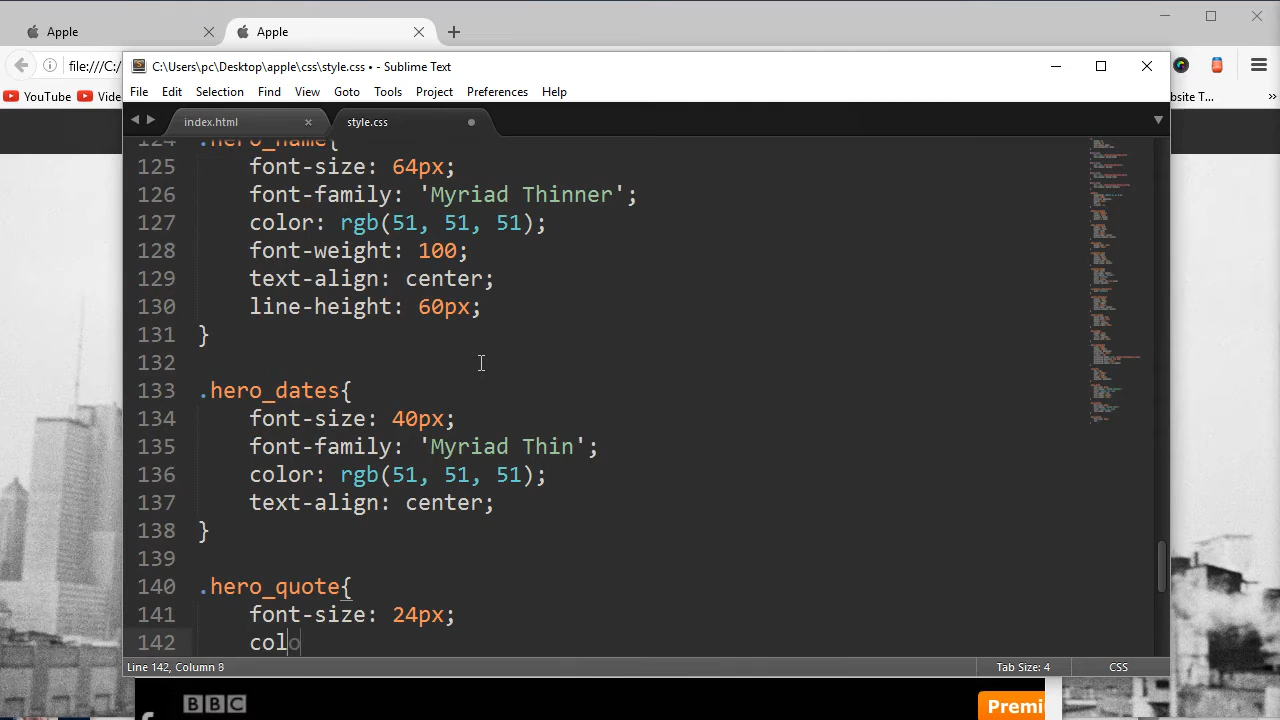 Apple
Apple
file:///C:/
YouTube
Vide
bsite T...
»
C:\Users\pc\Desktop\apple\css\style.css • - Sublime Text
File Edit Selection Find View Goto Tools Project Preferences Help
index.html
style.css
124 .hero_name{
125 font-size: 64px;
126 font-family: 'Myriad Thinner';
127 color: rgb(51, 51, 51);
128 font-weight: 100;
129 text-align: center;
130 line-height: 60px;
131 }
132
133 .hero_dates{
134 font-size: 40px;
135 font-family: 'Myriad Thin';
136 color: rgb(51, 51, 51);
137 text-align: center;
138 }
139
140 .hero_quote{
141 font-size: 24px;
142 colo
Line 142, Column 8
Tab Size: 4
CSS
BBC
Premi